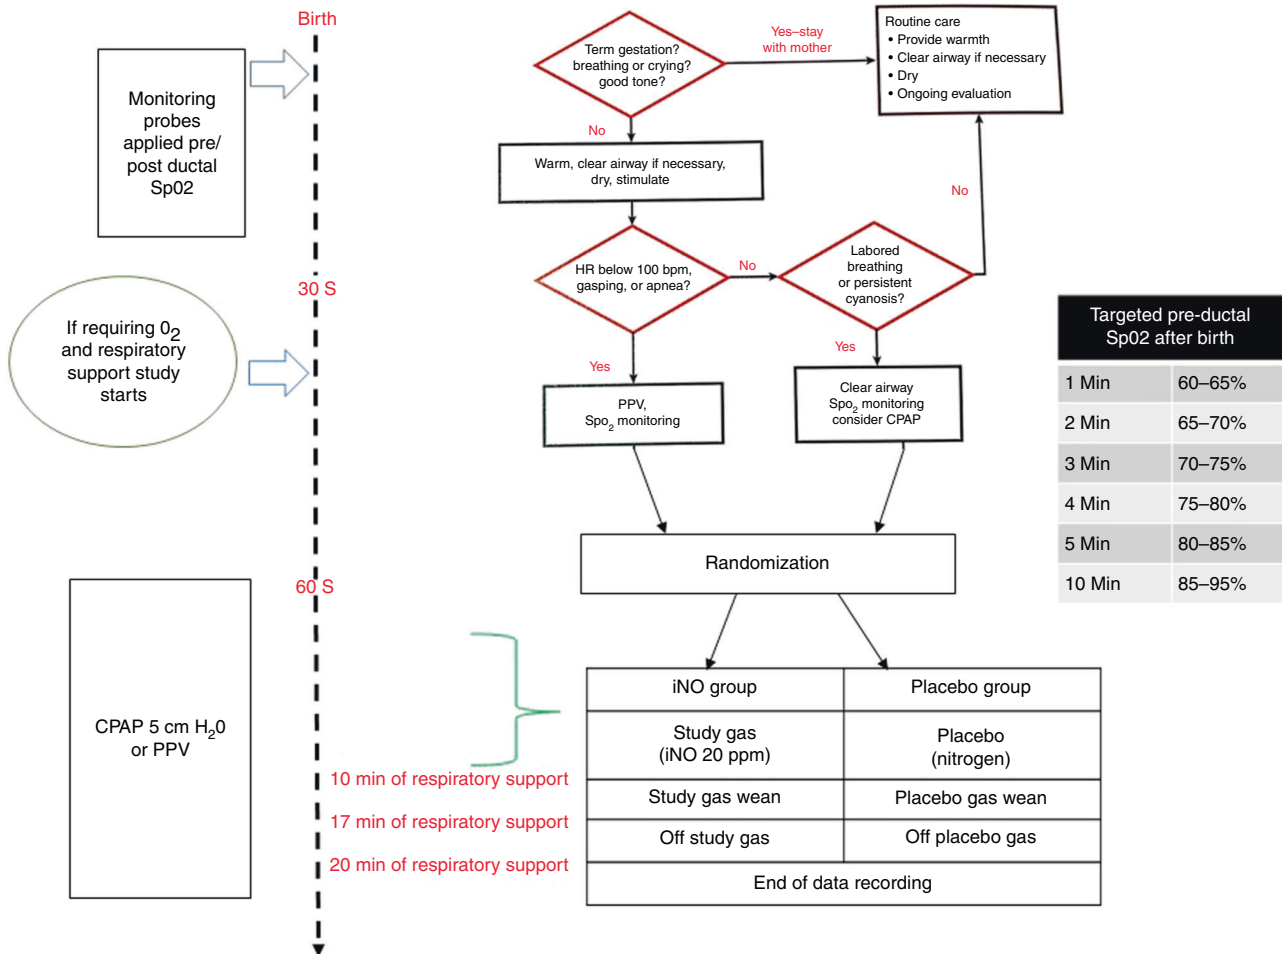 Birth
Monitoring
probes
applied pre/
post ductal
Sp02
30 S
If requiring 0₂
and respiratory
support study
starts
60 S
CPAP 5 cm H₂0
or PPV
10 min of respiratory support
17 min of respiratory support
20 min of respiratory support
Term gestation?
breathing or crying?
good tone?
Yes–stay
with mother
Routine care
• Provide warmth
• Clear airway if necessary
• Dry
• Ongoing evaluation
No
Warm, clear airway if necessary,
dry, stimulate
No
HR below 100 bpm,
gasping, or apnea?
No
Labored
breathing
or persistent
cyanosis?
Yes
Yes
PPV,
Spo₂ monitoring
Clear airway
Spo₂ monitoring
consider CPAP
Randomization
iNO group Placebo group
Study gas
(iNO 20 ppm)
Placebo
(nitrogen)
Study gas wean Placebo gas wean
Off study gas Off placebo gas
End of data recording
Targeted pre-ductal
Sp02 after birth
1 Min 60–65%
2 Min 65–70%
3 Min 70–75%
4 Min 75–80%
5 Min 80–85%
10 Min 85–95%